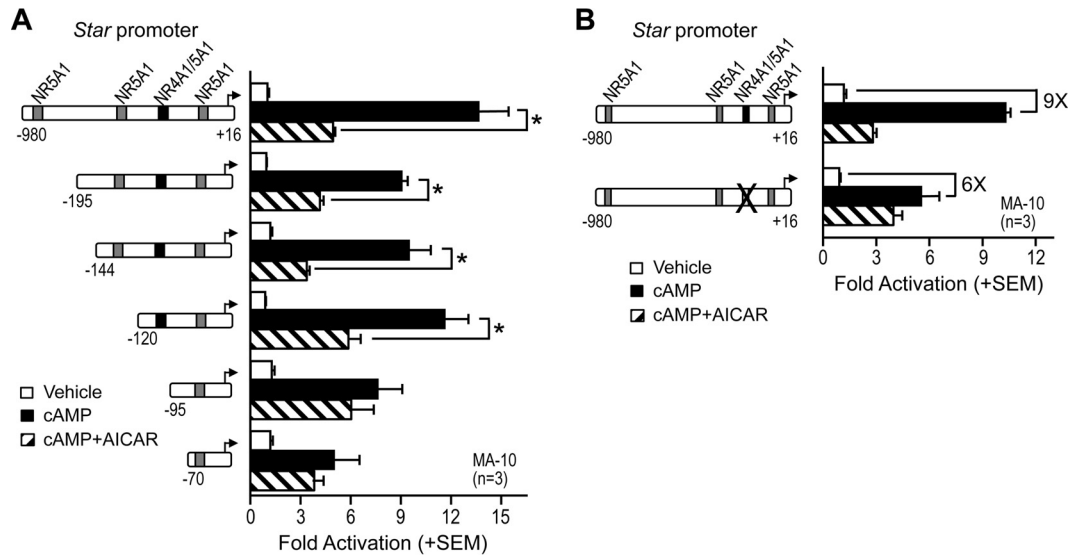 A
Star promoter
NR5A1
NR5A1
NR4A1/5A1
NR5A1
-980
+16
*
-195
*
-144
*
-120
*
-95
-70
Vehicle
cAMP
cAMP+AICAR
MA-10
(n=3)
0 3 6 9 12 15
Fold Activation (+SEM)
B
Star promoter
NR5A1
NR5A1
NR4A1/5A1
NR5A1
-980
+16
9X
-980
X
+16
6X
MA-10
(n=3)
Vehicle
cAMP
cAMP+AICAR
0 3 6 9 12
Fold Activation (+SEM)